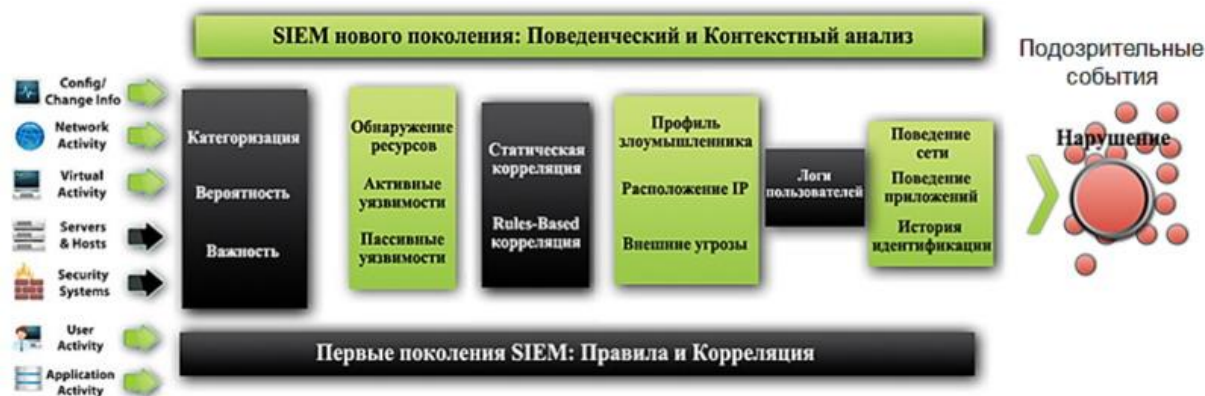 SIEM нового поколения: Поведенческий и Контекстный анализ
Подозрительные
события
Config/
Change Info
Network
Activity
Virtual
Activity
Servers
& Hosts
Security
Systems
User
Activity
Application
Activity
Категоризация
Вероятность
Важность
Обнаружение
ресурсов
Активные
уязвимости
Пассивные
уязвимости
Статическая
корреляция
Rules-Based
корреляция
Профиль
злоумышленника
Расположение IP
Внешние угрозы
Логи
пользователей
Поведение
сети
Поведение
приложений
История
идентификации
Нарушение
Первые поколения SIEM: Правила и Корреляция